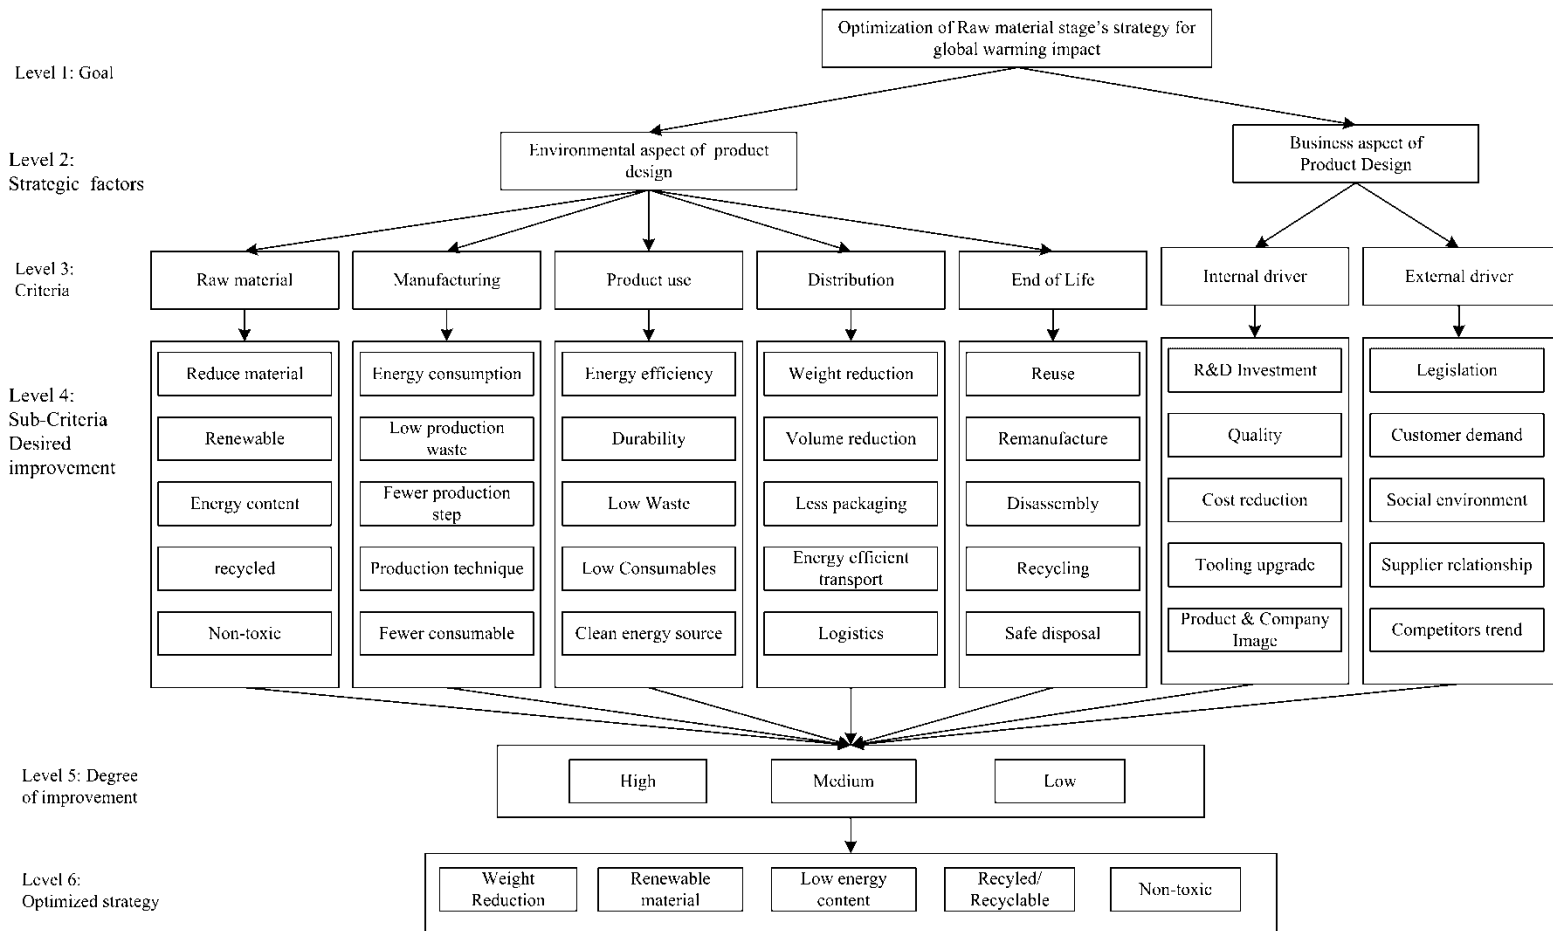 Optimization of Raw material stage's strategy for
global warming impact
Level 1: Goal
Level 2:
Strategic factors
Environmental aspect of product
design
Business aspect of
Product Design
Level 3:
Criteria
Raw material
Manufacturing
Product use
Distribution
End of Life
Internal driver
External driver
Level 4:
Sub-Criteria
Desired
improvement
Reduce material
Renewable
Energy content
recycled
Non-toxic
Energy consumption
Low production
waste
Fewer production
step
Production technique
Fewer consumable
Energy efficiency
Durability
Low Waste
Low Consumables
Clean energy source
Weight reduction
Volume reduction
Less packaging
Energy efficient
transport
Logistics
Reuse
Remanufacture
Disassembly
Recycling
Safe disposal
R&D Investment
Quality
Cost reduction
Tooling upgrade
Product & Company
Image
Legislation
Customer demand
Social environment
Supplier relationship
Competitors trend
Level 5: Degree
of improvement
High
Medium
Low
Level 6:
Optimized strategy
Weight
Reduction
Renewable
material
Low energy
content
Recyled/
Recyclable
Non-toxic